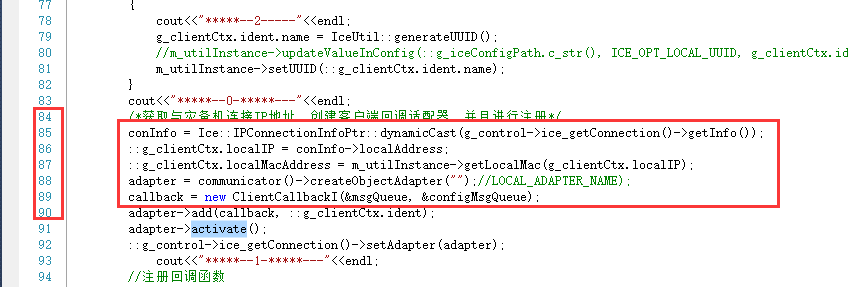 77 {
78 cout<<"*****--2-----"<<endl;
79 g_clientCtx.ident.name = IceUtil::generateUUID();
80 //m_utilInstance->updateValueInConfig(::g_iceConfigPath.c_str(), ICE_OPT_LOCAL_UUID, g_clientCtx.id
81 m_utilInstance->setUUID(::g_clientCtx.ident.name);
82 }
83 cout<<"*****--0-*****---"<<endl;
84 /*获取与灾备机连接IP地址，创建客户端回调适配器，并且进行注册*/
85 conInfo = Ice::IPConnectionInfoPtr::dynamicCast(g_control->ice_getConnection()->getInfo());
86 ::g_clientCtx.localIP = conInfo->localAddress;
87 ::g_clientCtx.localMacAddress = m_utilInstance->getLocalMac(g_clientCtx.localIP);
88 adapter = communicator()->createObjectAdapter("");//LOCAL_ADAPTER_NAME);
89 callback = new ClientCallbackI(&msgQueue, &configMsgQueue);
90 adapter->add(callback, ::g_clientCtx.ident);
91 adapter->activate();
92 ::g_control->ice_getConnection()->setAdapter(adapter);
93 cout<<"*****--1-*****---"<<endl;
94 //注册回调函数